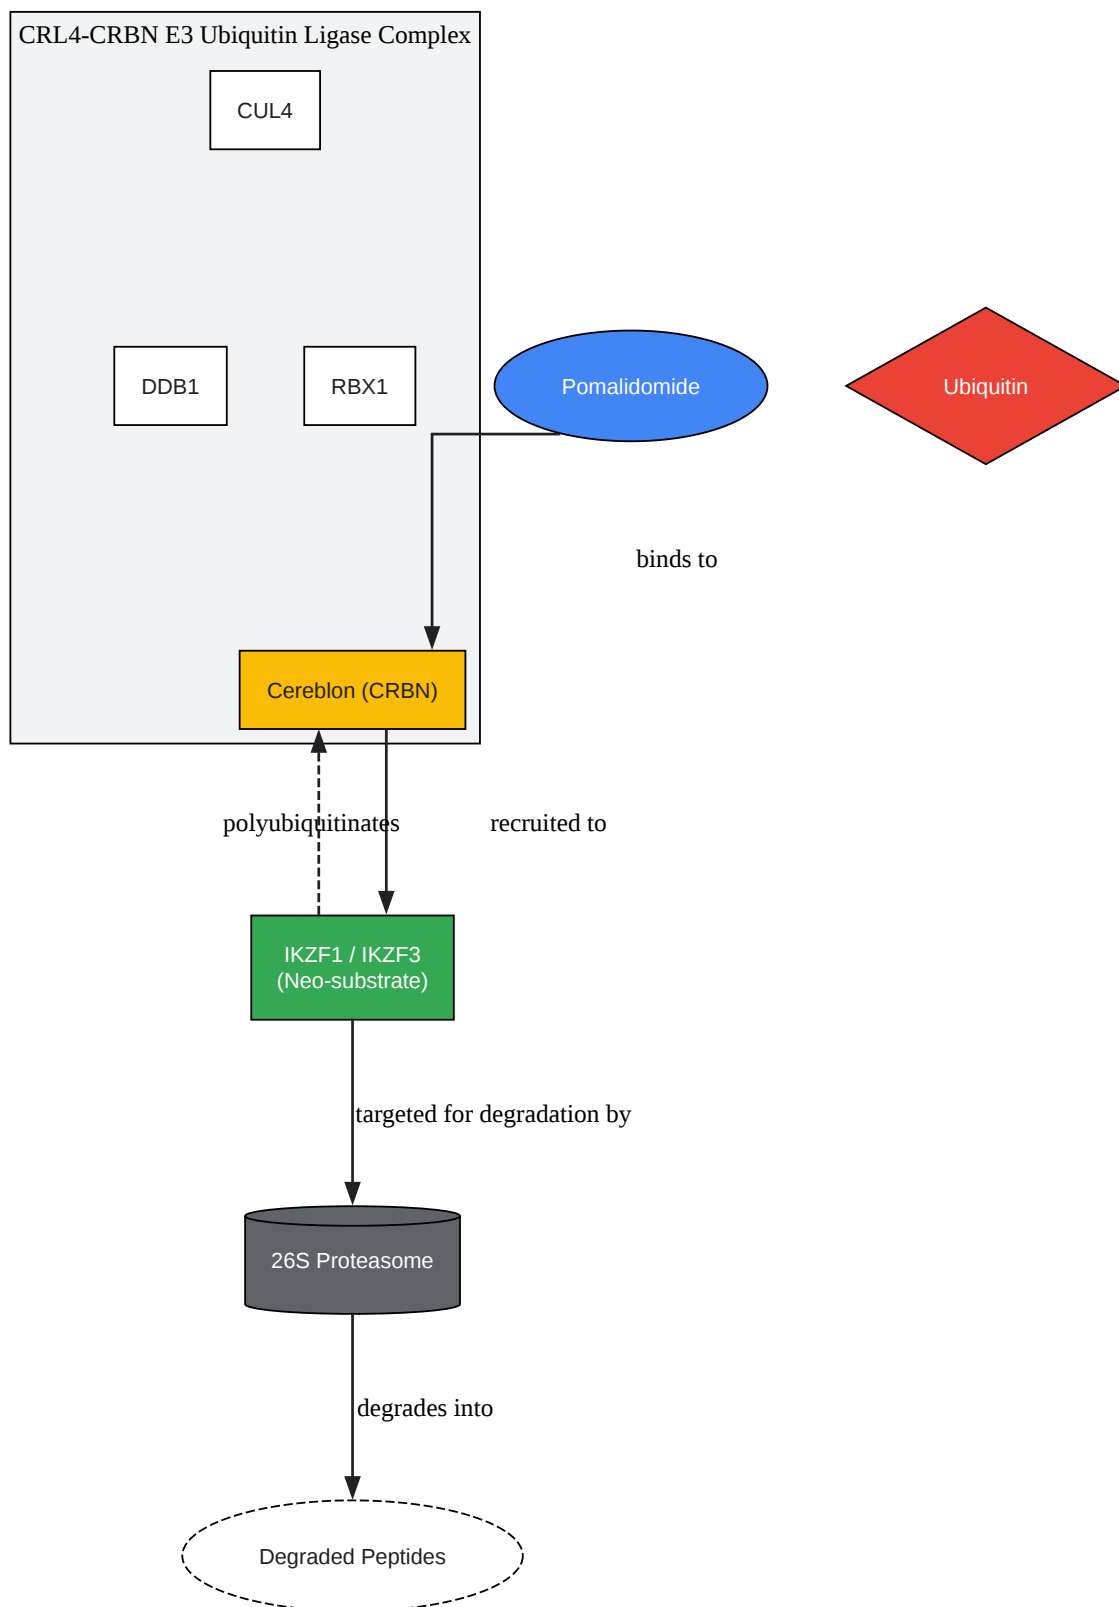 CRL4-CRBN E3 Ubiquitin Ligase Complex
CUL4
DDB1
RBX1
Pomalidomide
Ubiquitin
binds to
Cereblon (CRBN)
polyubiquitinates
recruited to
IKZF1 / IKZF3
(Neo-substrate)
targeted for degradation by
26S Proteasome
degrades into
Degraded Peptides